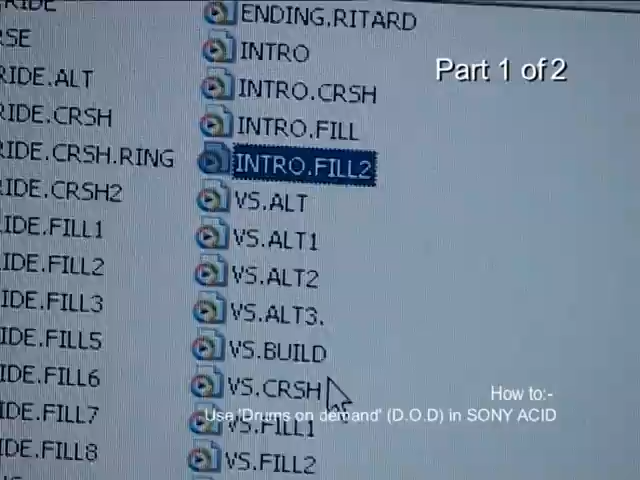 RIDE
RSE
RIDE.ALT
RIDE.CRSH
RIDE.CRSH.RING
RIDE.CRSH2
RIDE.FILL1
RIDE.FILL2
IDE.FILL3
IDE.FILL5
IDE.FILL6
IDE.FILL7
IDE.FILL8
ENDING.RITARD
INTRO
INTRO.CRSH
INTRO.FILL
INTRO.FILL2
VS.ALT
VS.ALT1
VS.ALT2
VS.ALT3.
VS.BUILD
VS.CRSH
VS.FILL1
VS.FILL2
Part 1 of 2
How to:-
Use 'Drums on demand' (D.O.D) in SONY ACID